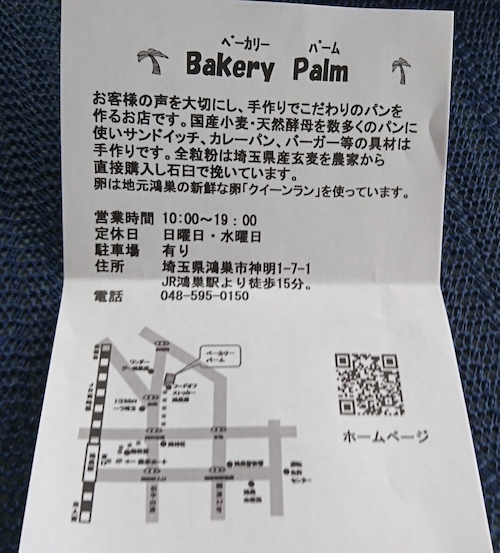 ベーカリー パーム
Bakery Palm
お客様の声を大切にし、手作りでこだわりのパンを
作るお店です。国産小麦・天然酵母を数多くのパンに
使いサンドイッチ、カレーパン、バーガー等の具材は
手作りです。全粒粉は埼玉県産玄麦を農家から
直接購入し石臼で挽いています。
卵は地元鴻巣の新鮮な卵「クイーンラン」を使っています。
営業時間 10:00～19:00
定休日 日曜日・水曜日
駐車場 有り
住所 埼玉県鴻巣市神明1-7-1
JR鴻巣駅より徒歩15分。
電話 048-595-0150
ベーカリー
パーム
ホームページ